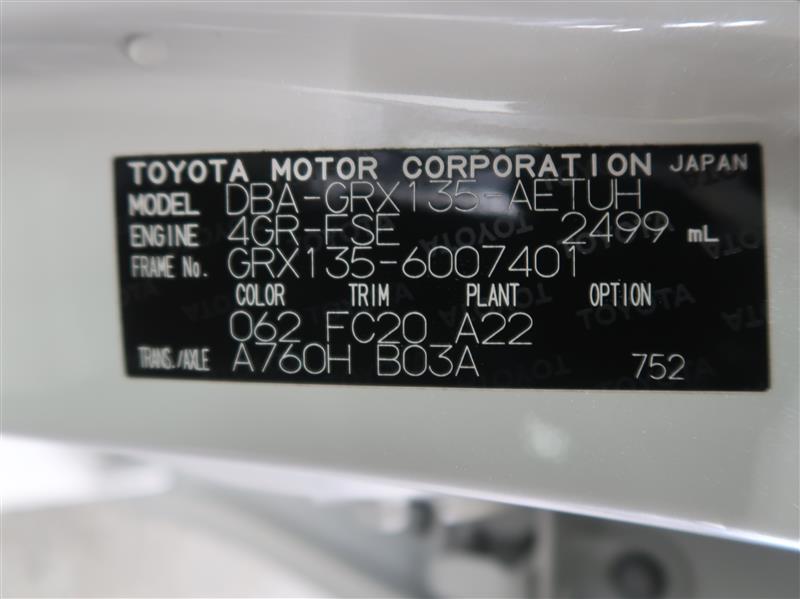 TOYOTA MOTOR CORPORATION JAPAN
MODEL DBA-GRX135-AETUH
ENGINE 4GR-FSE 2499 mL
FRAME No. GRX135-6007401
COLOR TRIM PLANT OPTION
062 FC20 A22
TRANS./AXLE A760H B03A 752